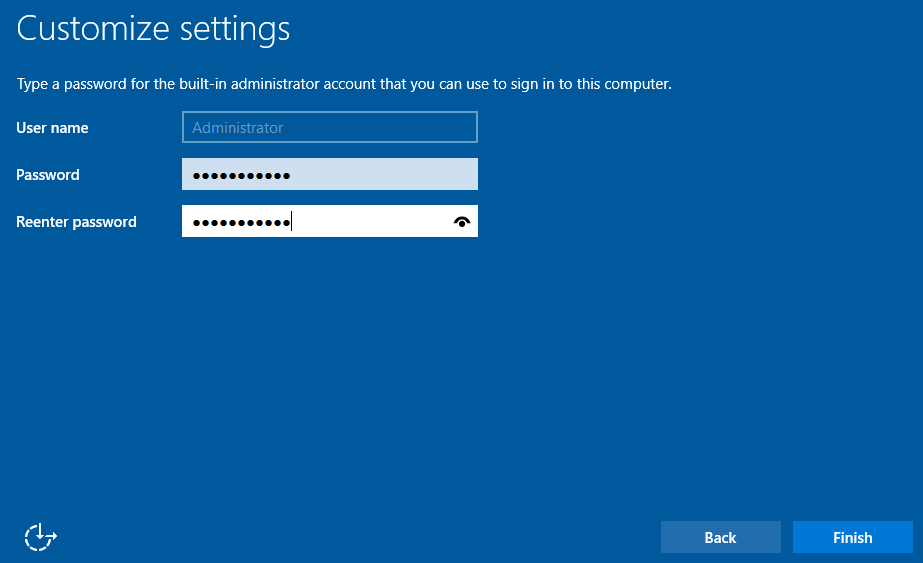 Customize settings
Type a password for the built-in administrator account that you can use to sign in to this computer.
User name Administrator
Password •••••••••••
Reenter password •••••••••••
Back Finish